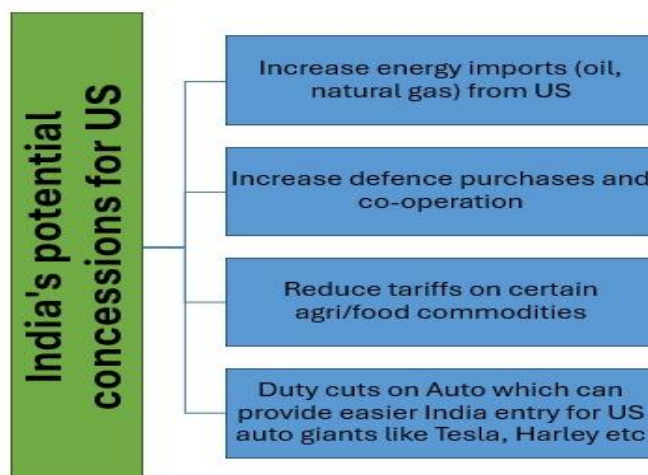 India's potential
concessions for US
Increase energy imports (oil,
natural gas) from US
Increase defence purchases and
co-operation
Reduce tariffs on certain
agri/food commodities
Duty cuts on Auto which can
provide easier India entry for US
auto giants like Tesla, Harley etc